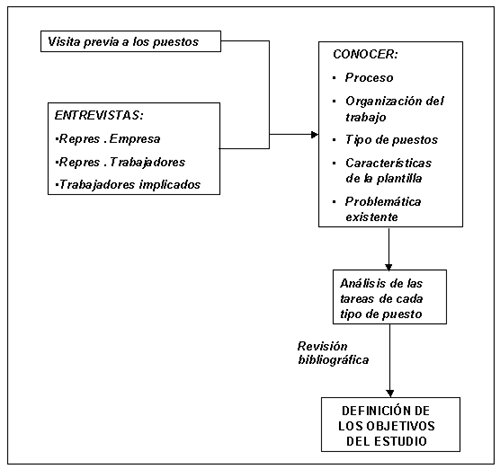 Visita previa a los puestos
ENTREVISTAS:
•Repres . Empresa
•Repres . Trabajadores
•Trabajadores implicados
CONOCER:
• Proceso
• Organización del
trabajo
• Tipo de puestos
• Características
de la plantilla
• Problemática
existente
Análisis de las
tareas de cada
tipo de puesto
Revisión
bibliográfica
DEFINICIÓN DE
LOS OBJETIVOS
DEL ESTUDIO